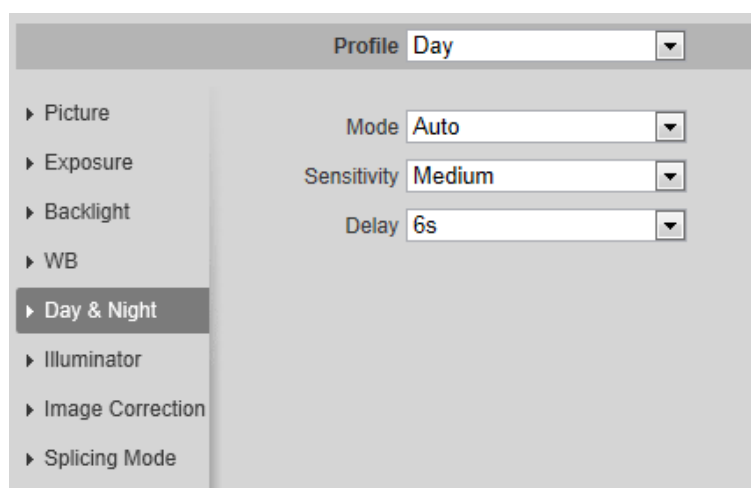 Profile Day
Picture
Mode Auto
Exposure
Sensitivity Medium
Backlight
Delay 6s
WB
Day & Night
Illuminator
Image Correction
Splicing Mode